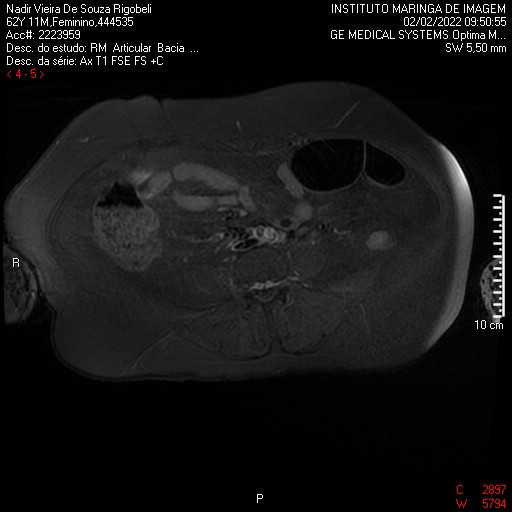 Nadir Vieira De Souza Rigobeli
62Y 11M,Feminino,444535
Acc#: 2223959
Desc. do estudo: RM Articular Bacia ...
Desc. da série: Ax T1 FSE FS +C
< 4 - 5 >
INSTITUTO MARINGA DE IMAGEM
02/02/2022 09:50:55
GE MEDICAL SYSTEMS Optima M...
SW 5,50 mm
R
10 cm
P
C 2897
W 5794